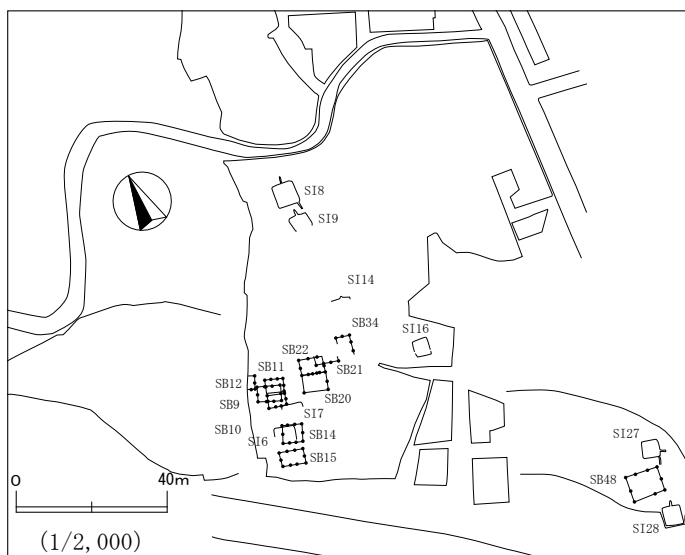 SI8
SI9
SI14
SB34
SI16
SB22
SB21
SB11
SB12
SB20
SB9
SI7
SB10
SI6
SB14
SB15
SI27
SB48
SI28
0
40m
(1/2,000)